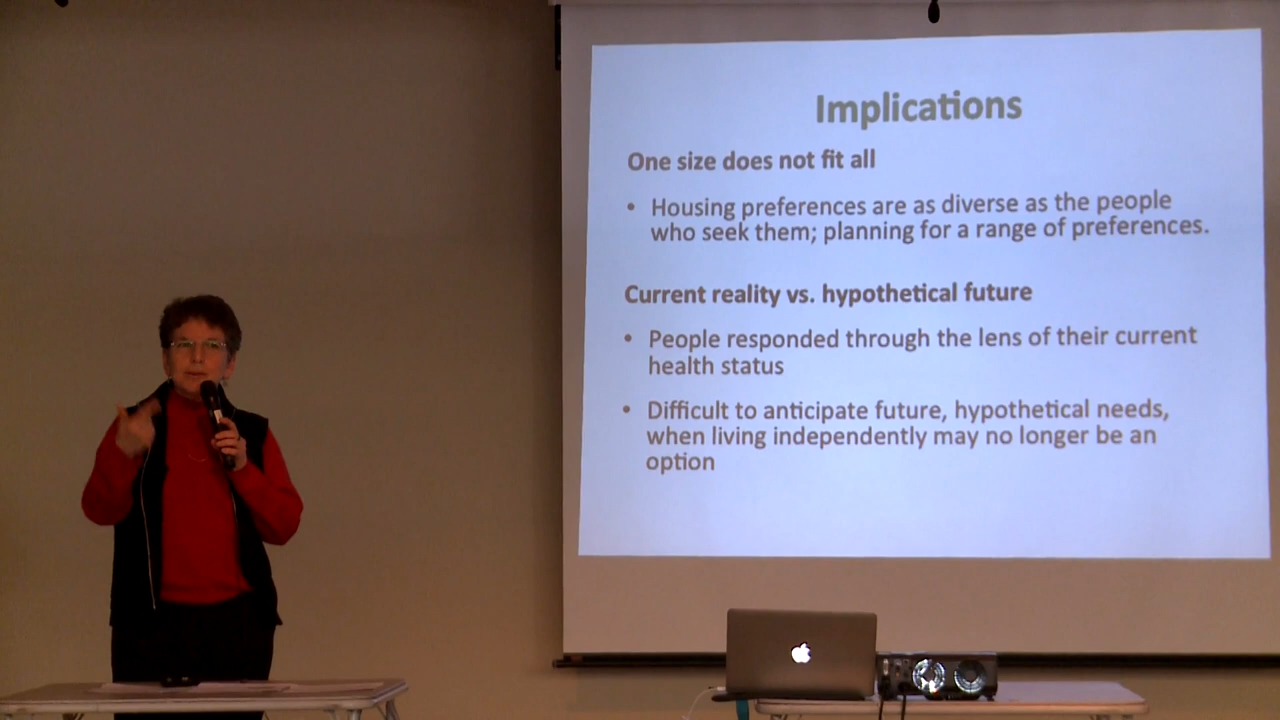 Implications
One size does not fit all
• Housing preferences are as diverse as the people
who seek them; planning for a range of preferences.
Current reality vs. hypothetical future
• People responded through the lens of their current
health status
• Difficult to anticipate future, hypothetical needs,
when living independently may no longer be an
option